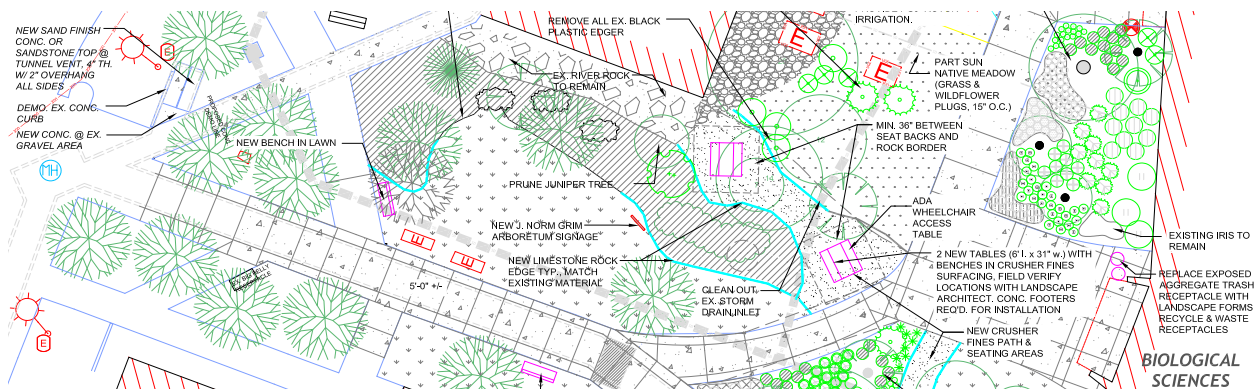 NEW SAND FINISH
CONC. OR
SANDSTONE TOP @
TUNNEL VENT, 4" TH.
W/ 2" OVERHANG
ALL SIDES
DEMO. EX. CONC.
CURB
NEW CONC. @ EX.
GRAVEL AREA
MH
E
E
NEW BENCH IN LAWN
REMOVE ALL EX. BLACK
PLASTIC EDGER
EX. RIVER ROCK
TO REMAIN
PRUNE JUNIPER TREE
NEW J. NORM GRIM
ARBORETUM SIGNAGE
NEW LIMESTONE ROCK
EDGE TYP., MATCH
EXISTING MATERIAL
CLEAN OUT
EX. STORM
DRAIN INLET
5'-0" +/-
E
E
E
E
IRRIGATION.
PART SUN
NATIVE MEADOW
(GRASS &
WILDFLOWER
PLUGS, 15" O.C.)
MIN. 36" BETWEEN
SEAT BACKS AND
ROCK BORDER
ADA
WHEELCHAIR
ACCESS
TABLE
2 NEW TABLES (6' l. x 31" w.) WITH
BENCHES IN CRUSHER FINES
SURFACING, FIELD VERIFY
LOCATIONS WITH LANDSCAPE
ARCHITECT. CONC. FOOTERS
REQ'D. FOR INSTALLATION
NEW CRUSHER
FINES PATH &
SEATING AREAS
EXISTING IRIS TO
REMAIN
REPLACE EXPOSED
AGGREGATE TRASH
RECEPTACLE WITH
LANDSCAPE FORMS
RECYCLE & WASTE
RECEPTACLES
BIOLOGICAL
SCIENCES